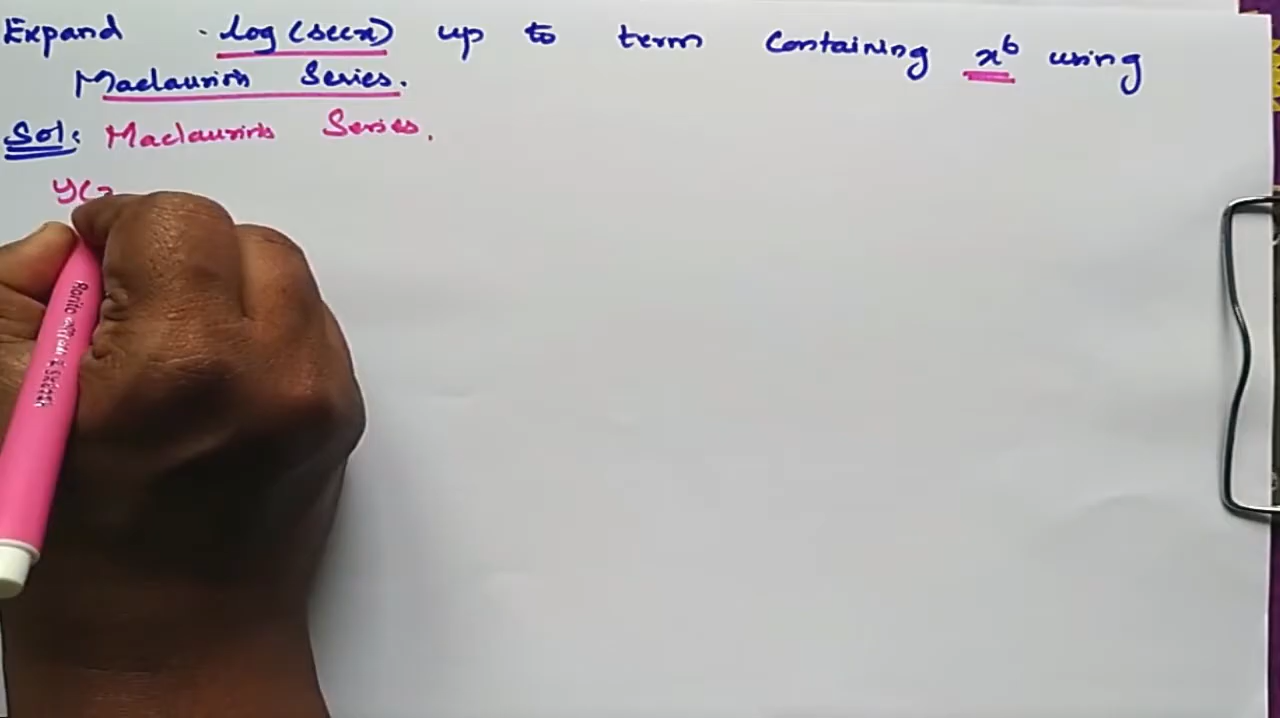 Expand log(secx) up to term containing x⁶ using
Maclaurin's Series.
Sol: Maclaurin's Series.
y(